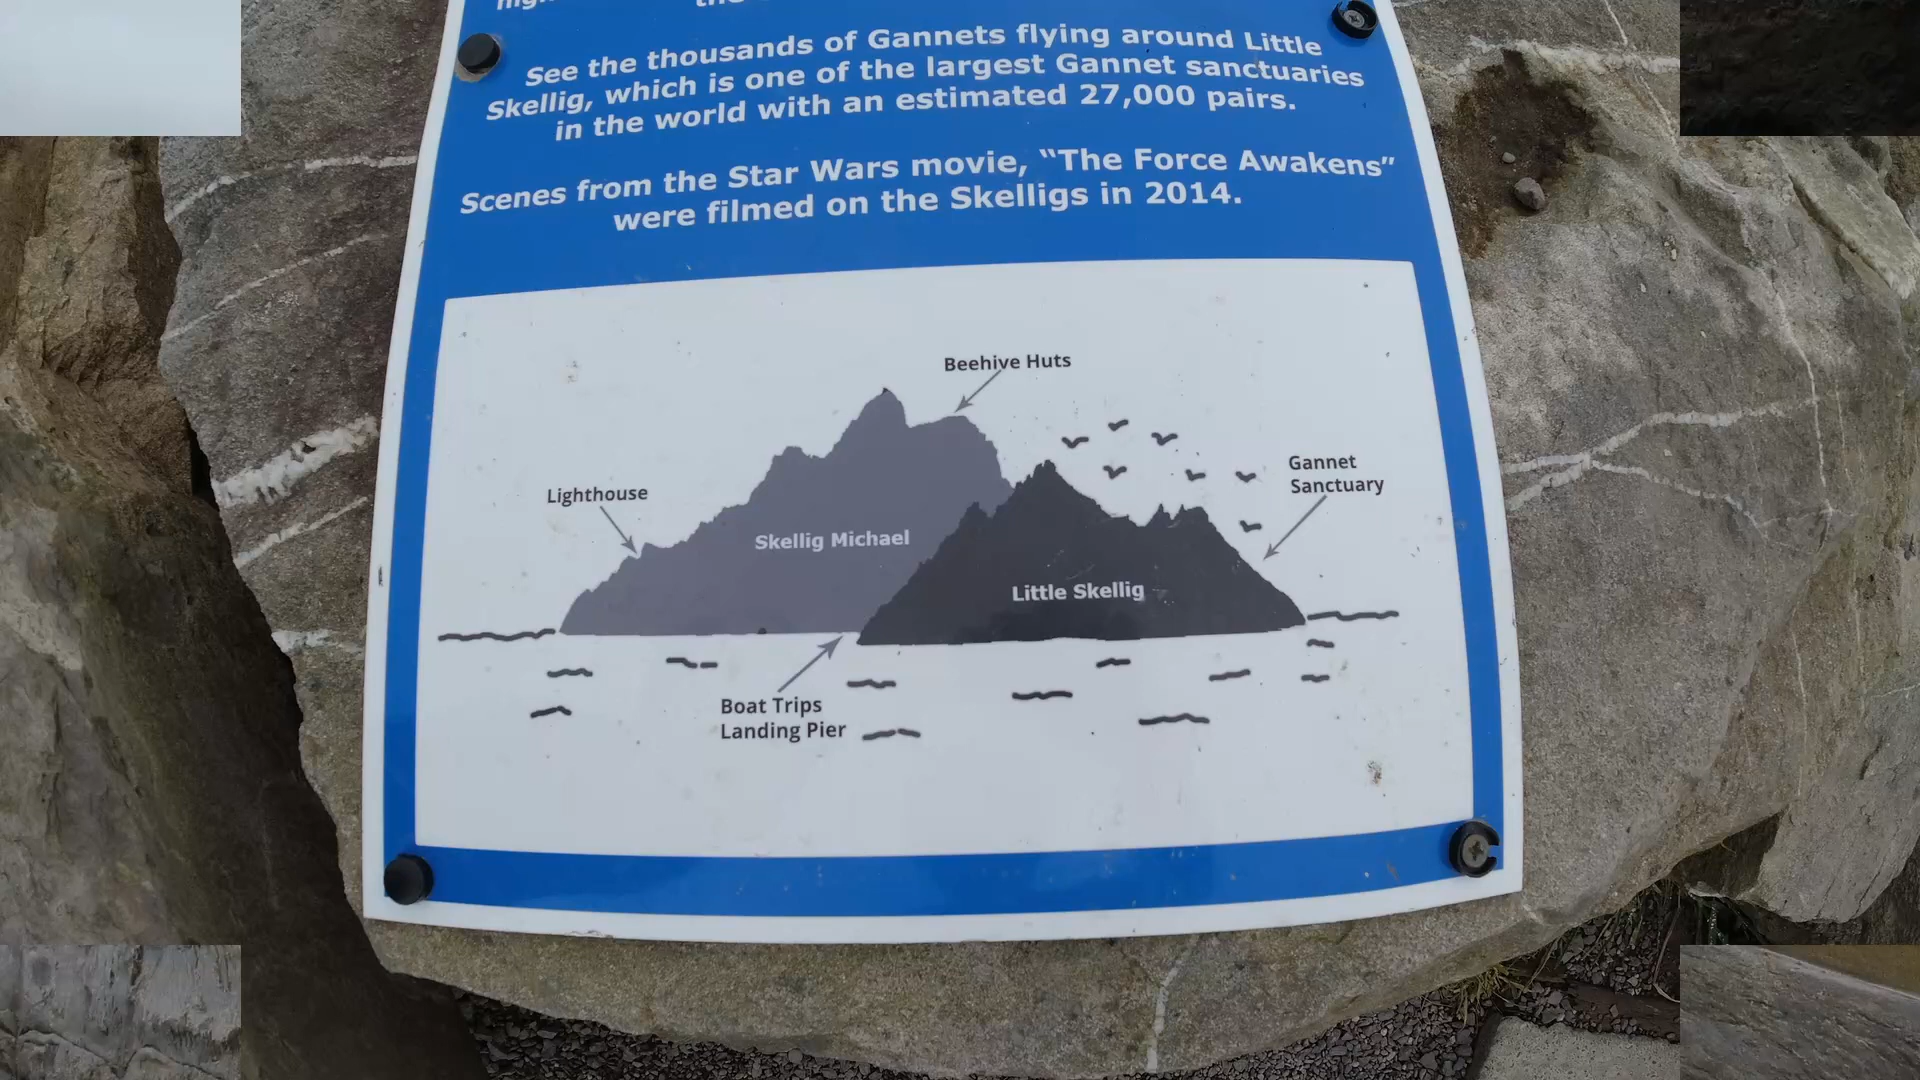 See the thousands of Gannets flying around Little
Skellig, which is one of the largest Gannet sanctuaries
in the world with an estimated 27,000 pairs.
Scenes from the Star Wars movie, “The Force Awakens”
were filmed on the Skelligs in 2014.
Beehive Huts
Lighthouse
Gannet
Sanctuary
Skellig Michael
Little Skellig
Boat Trips
Landing Pier